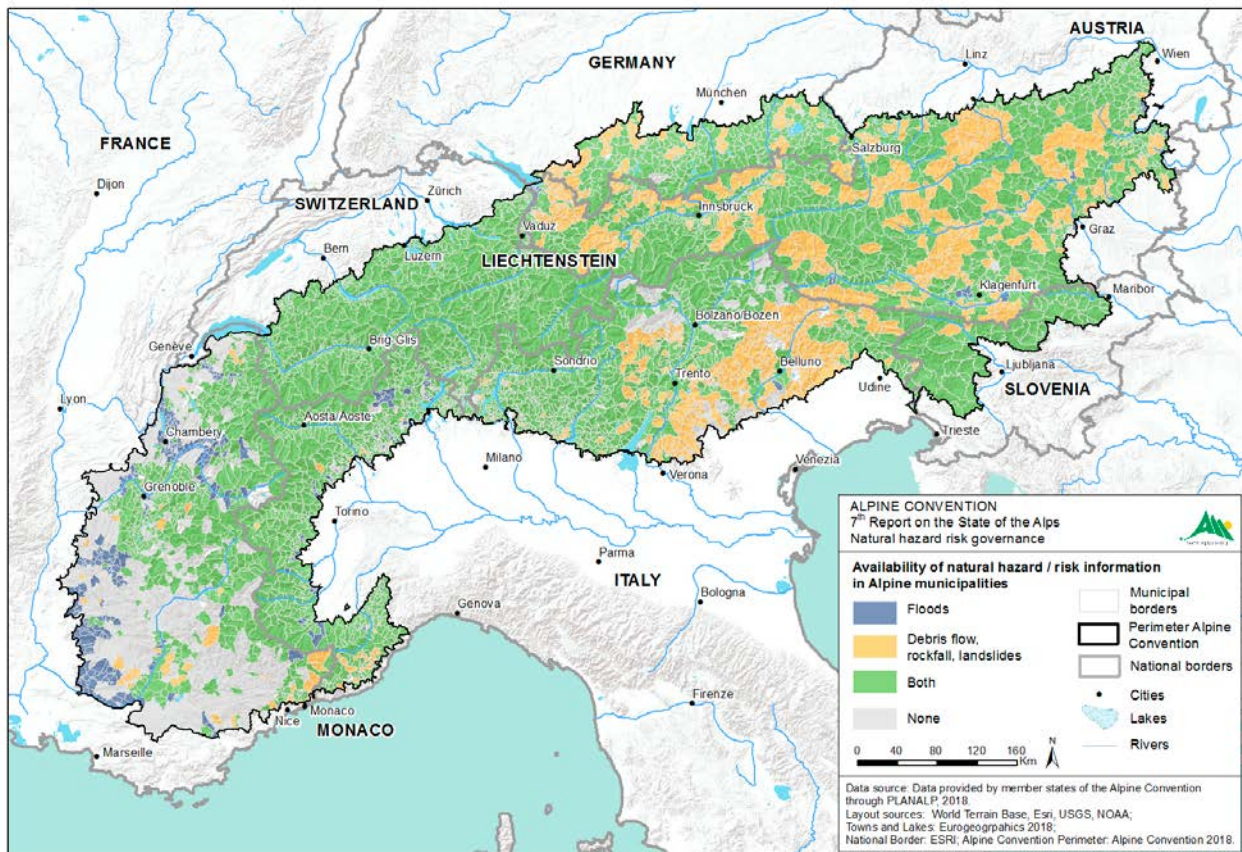 AUSTRIA
Linz
Wien
GERMANY
München
FRANCE
Salzburg
Dijon
Zürich
SWITZERLAND
Innsbruck
Vaduz
Graz
Bern
Luzern
LIECHTENSTEIN
Klagenfurt
Maribor
Bolzano/Bozen
Genève
Brig-Glis
Sondrio
Belluno
Ljubljana
Trento
Udine
SLOVENIA
Lyon
Aosta/Aoste
Chambery
Trieste
Milano
Verona
Venezia
Grenoble
Torino
Parma
ITALY
Bologna
Genova
Firenze
Nice
Monaco
MONACO
Marseille
ALPINE CONVENTION
7th Report on the State of the Alps
Natural hazard risk governance
Availability of natural hazard / risk information
in Alpine municipalities
Floods
Debris flow,
rockfall, landslides
Both
None
Municipal
borders
Perimeter Alpine
Convention
National borders
Cities
Lakes
Rivers
0 40 80 120 160
Km
N
Data source: Data provided by member states of the Alpine Convention
through PLANALP, 2018.
Layout sources: World Terrain Base, Esri, USGS, NOAA;
Towns and Lakes: Eurogeogrpahics 2018;
National Border: ESRI; Alpine Convention Perimeter: Alpine Convention 2018.